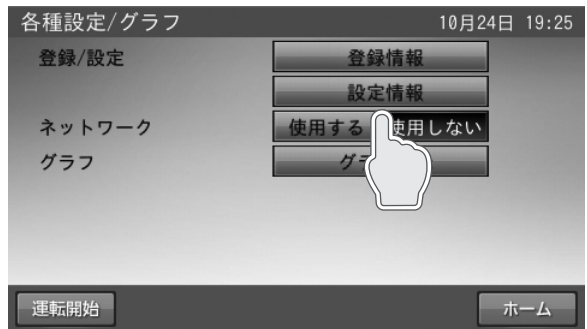 各種設定/グラフ 10月24日 19:25
登録/設定 登録情報
設定情報
ネットワーク 使用する 使用しない
グラフ グラ
運転開始 ホーム